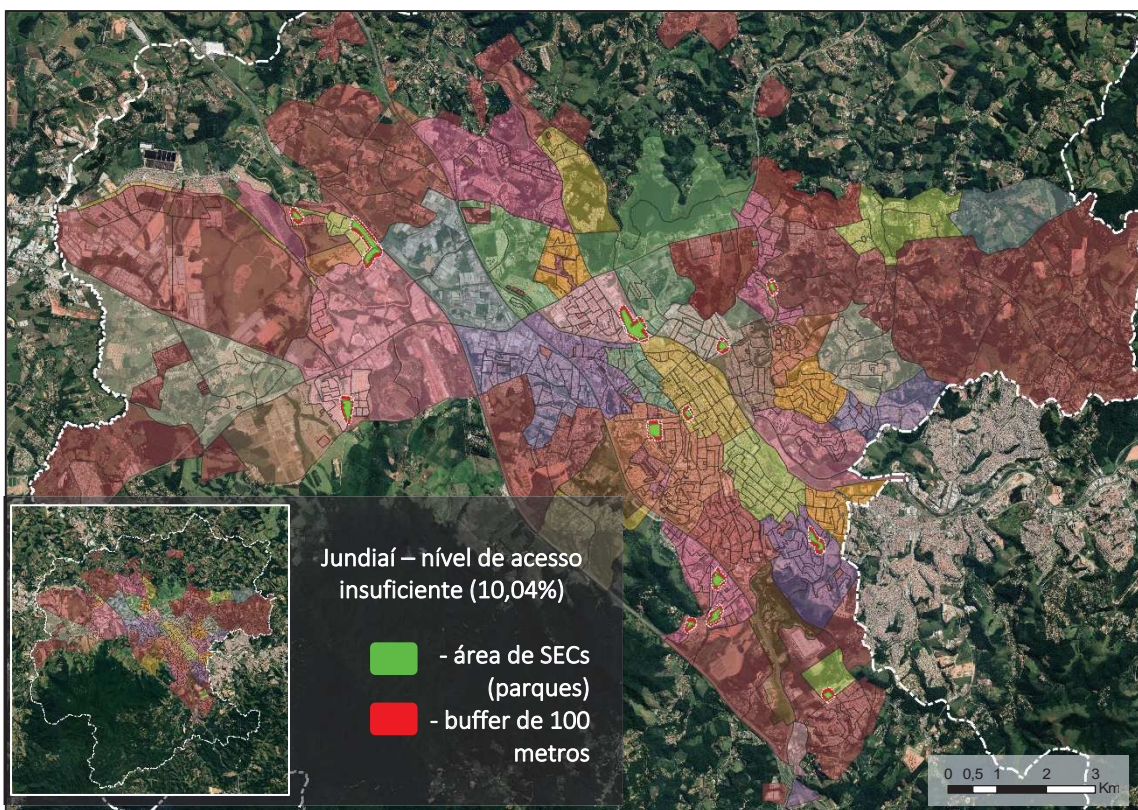 Jundiaí – nível de acesso
insuficiente (10,04%)
- área de SECs
(parques)
- buffer de 100
metros
0 0,5 1 2 3
Km